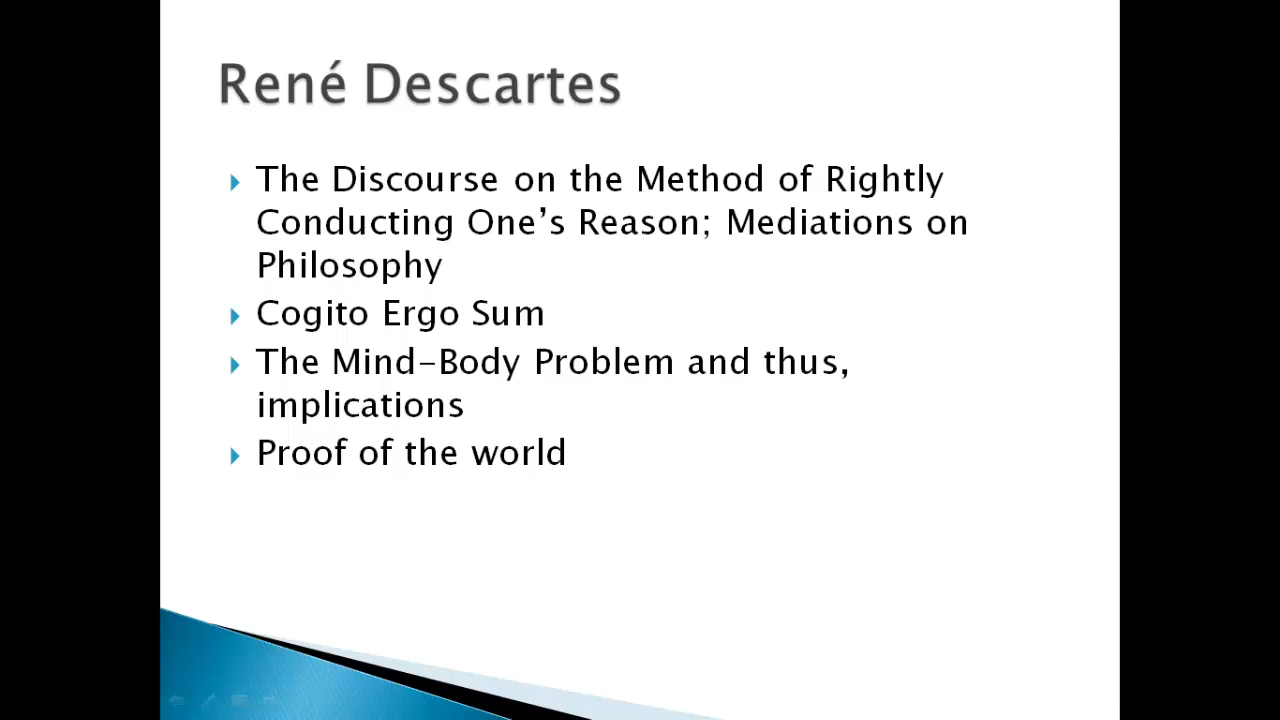 René Descartes
The Discourse on the Method of Rightly
Conducting One’s Reason; Mediations on
Philosophy
Cogito Ergo Sum
The Mind-Body Problem and thus,
implications
Proof of the world